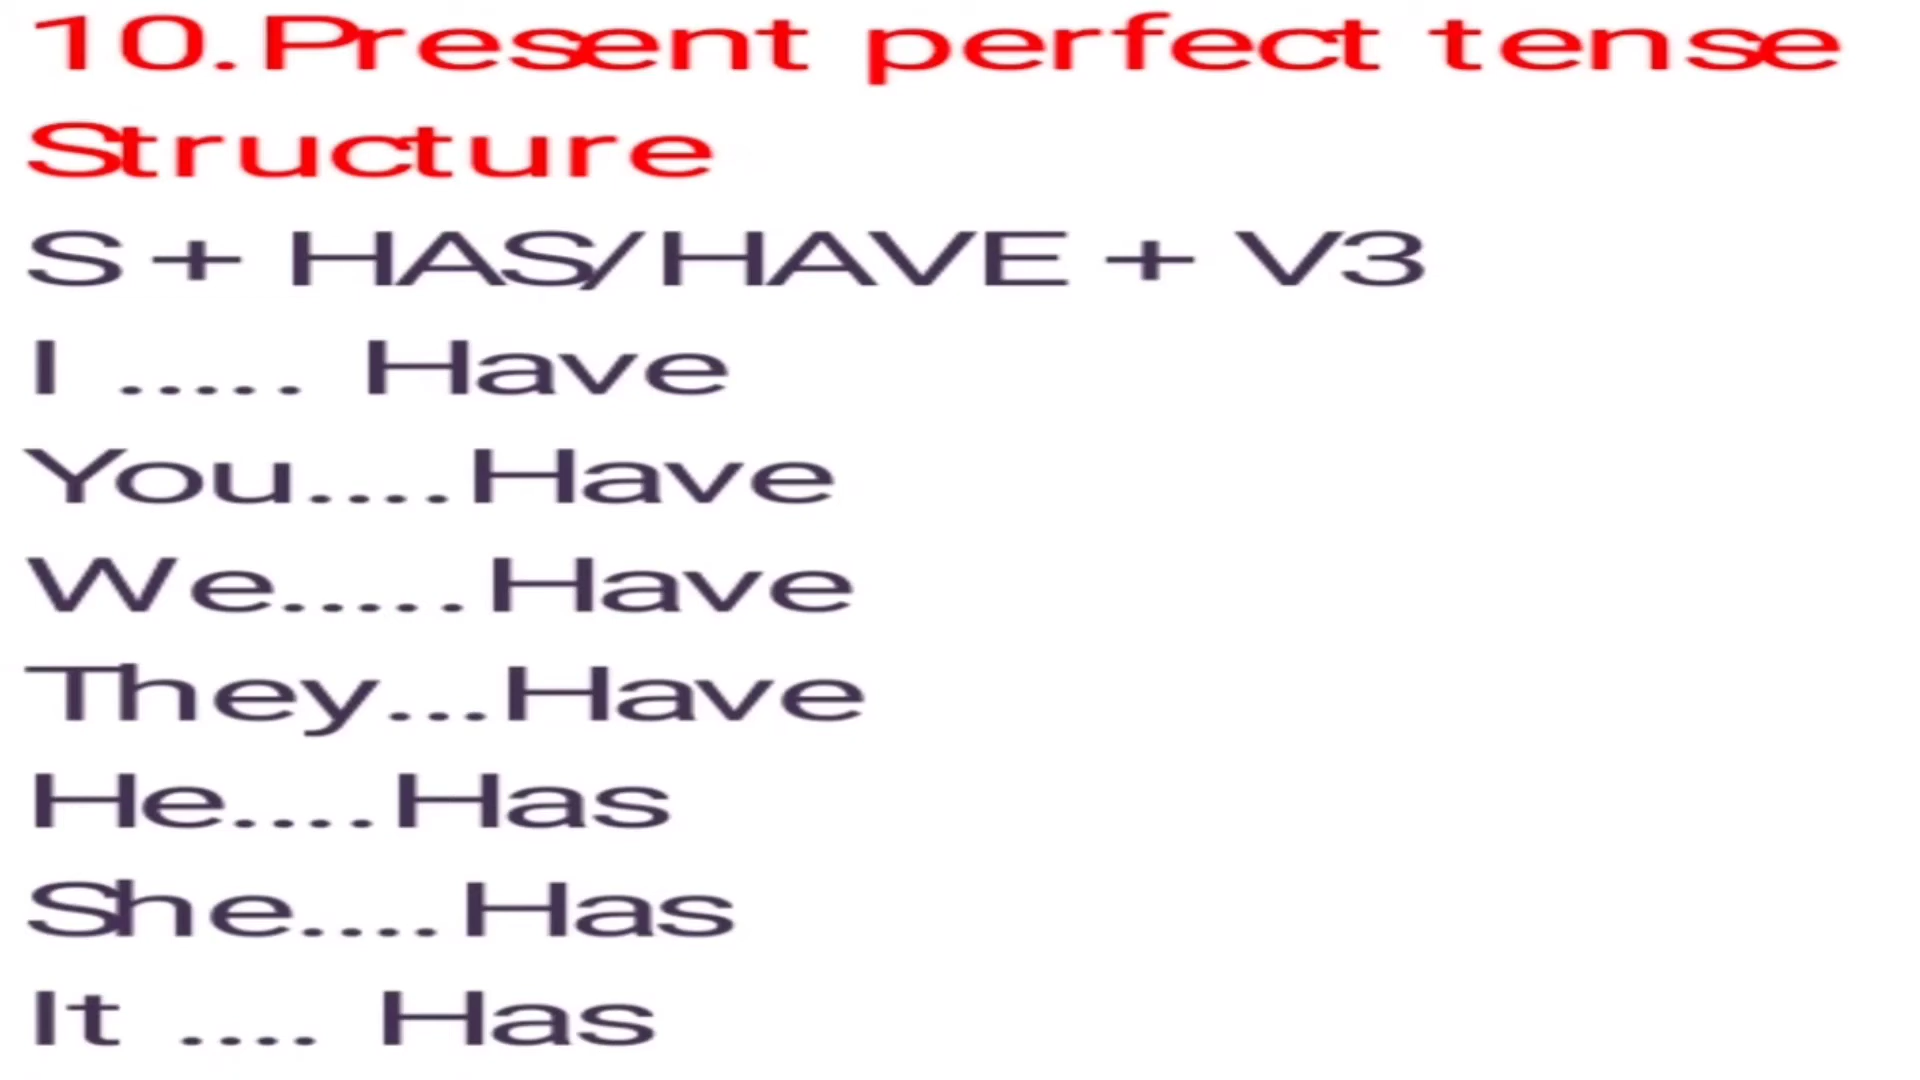 10. Present perfect tense
Structure
S + HAS/HAVE + V3
I ..... Have
You....Have
We.....Have
They...Have
He....Has
She....Has
It .... Has